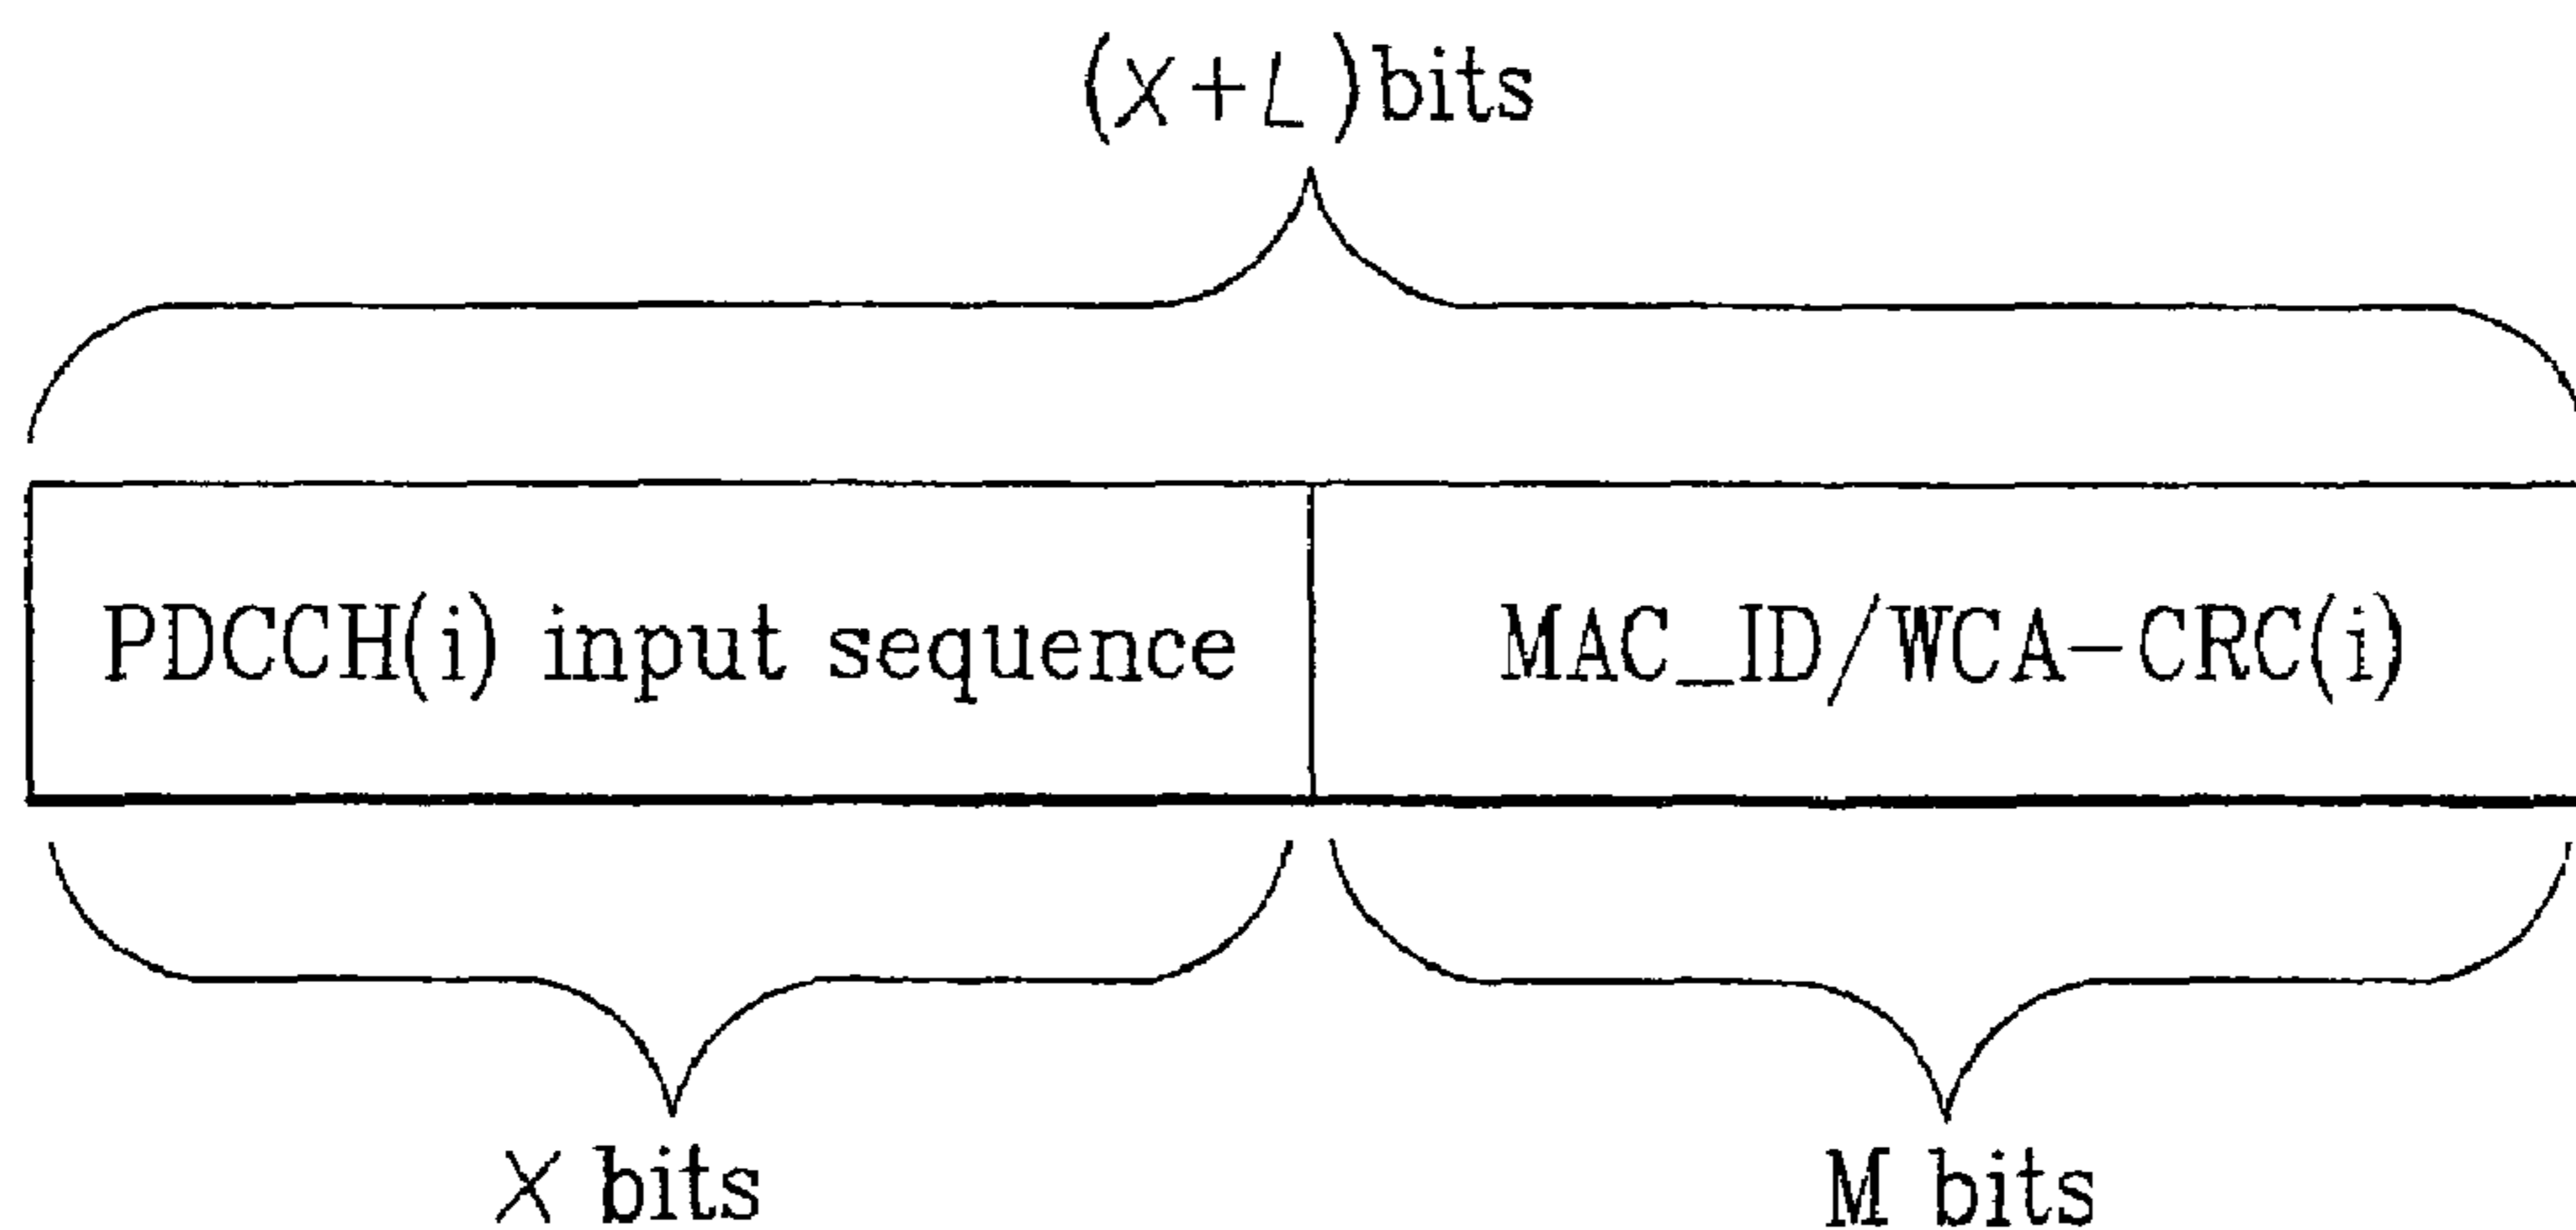 (X+L)bits
PDCCH(i) input sequence
MAC_ID/WCA-CRC(i)
X bits
M bits